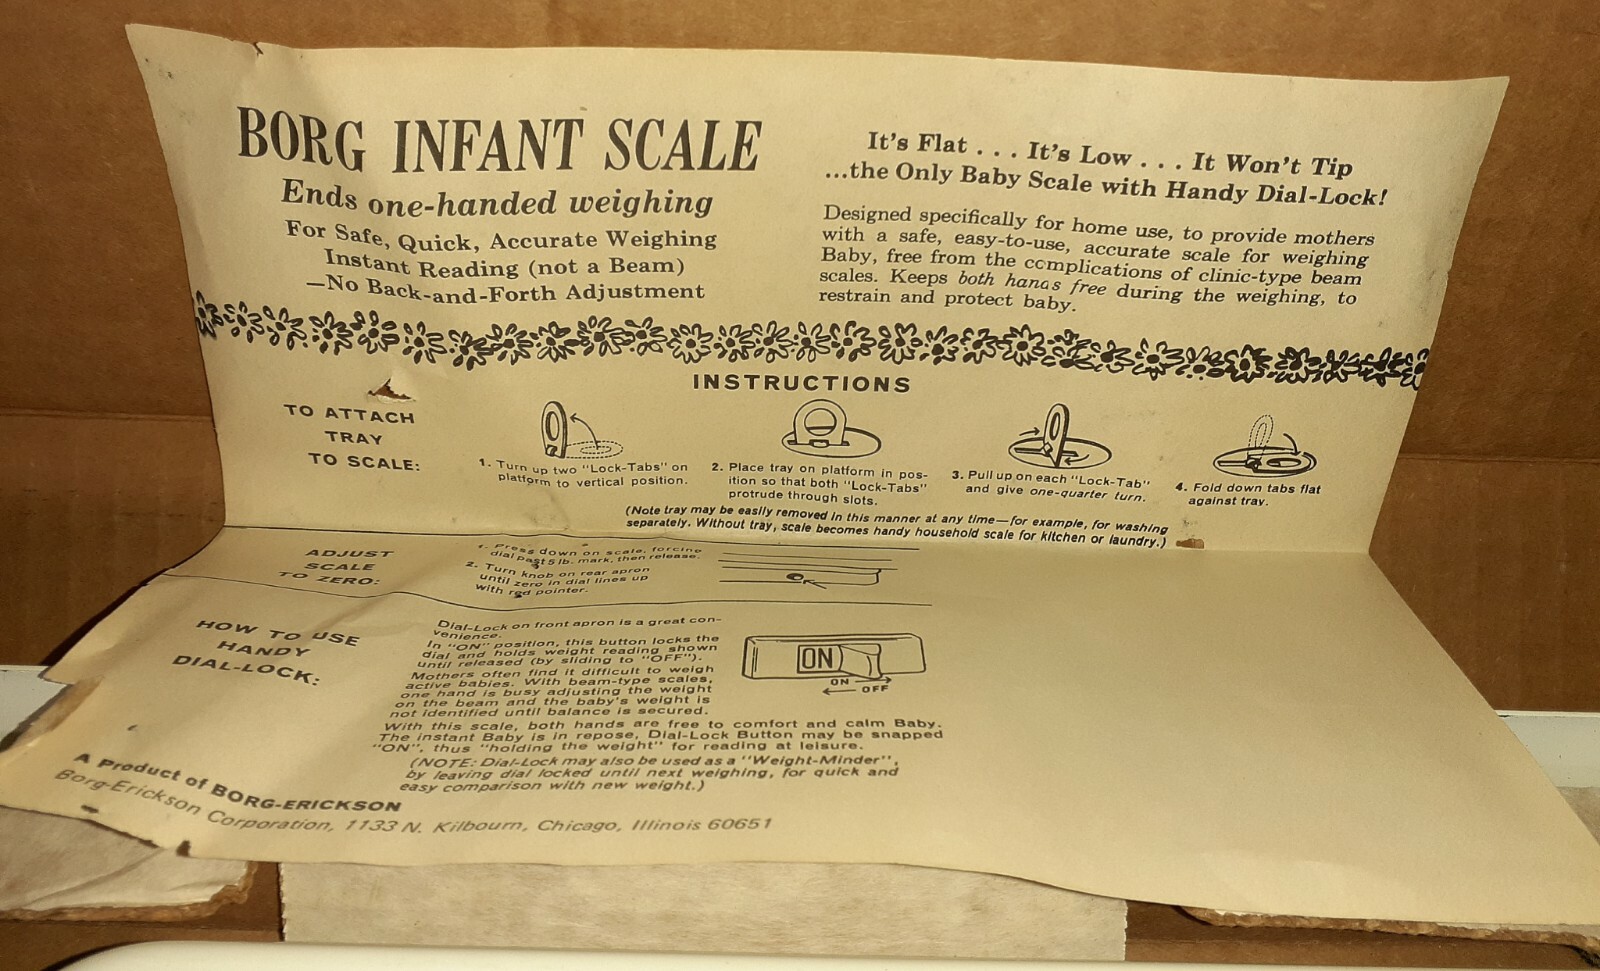 BORG INFANT SCALE
Ends one-handed weighing
For Safe, Quick, Accurate Weighing
Instant Reading (not a Beam)
—No Back-and-Forth Adjustment
It's Flat . . . It's Low . . . It Won't Tip
...the Only Baby Scale with Handy Dial-Lock!
Designed specifically for home use, to provide mothers
with a safe, easy-to-use, accurate scale for weighing
Baby, free from the complications of clinic-type beam
scales. Keeps both hands free during the weighing, to
restrain and protect baby.
INSTRUCTIONS
TO ATTACH
TRAY
TO SCALE:
1. Turn up two "Lock-Tabs" on
platform to vertical position.
2. Place tray on platform in pos-
ition so that both "Lock-Tabs"
protrude through slots.
3. Pull up on each "Lock-Tab"
and give one-quarter turn.
4. Fold down tabs flat
against tray.
(Note tray may be easily removed in this manner at any time—for example, for washing
separately. Without tray, scale becomes handy household scale for kitchen or laundry.)
ADJUST
SCALE
TO ZERO:
1. Press down on scale, forcing
dial past 5 lb. mark, then release.
2. Turn knob on rear apron
until zero in dial lines up
with red pointer.
HOW TO USE
HANDY
DIAL-LOCK:
Dial-Lock on front apron is a great con-
venience.
In "ON" position, this button locks the
dial and holds weight reading shown
until released (by sliding to "OFF").
Mothers often find it difficult to weigh
active babies. With beam-type scales,
one hand is busy adjusting the weight
on the beam and the baby's weight is
not identified until balance is secured.
With this scale, both hands are free to comfort and calm Baby.
The instant Baby is in repose, Dial-Lock Button may be snapped
"ON", thus "holding the weight" for reading at leisure.
(NOTE: Dial-Lock may also be used as a "Weight-Minder",
by leaving dial locked until next weighing, for quick and
easy comparison with new weight.)
ON
ON
OFF
A Product of BORG-ERICKSON
Borg-Erickson Corporation, 1133 N. Kilbourn, Chicago, Illinois 60651